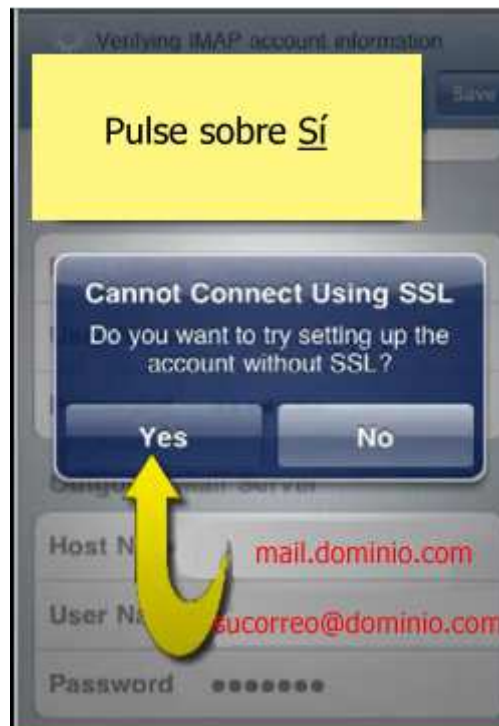 Verifying IMAP account information
Save
Pulse sobre Sí
Cannot Connect Using SSL
Do you want to try setting up the
account without SSL?
Yes No
Server
Host mail.dominio.com
User sucorreo@dominio.com
Password ●●●●●●●